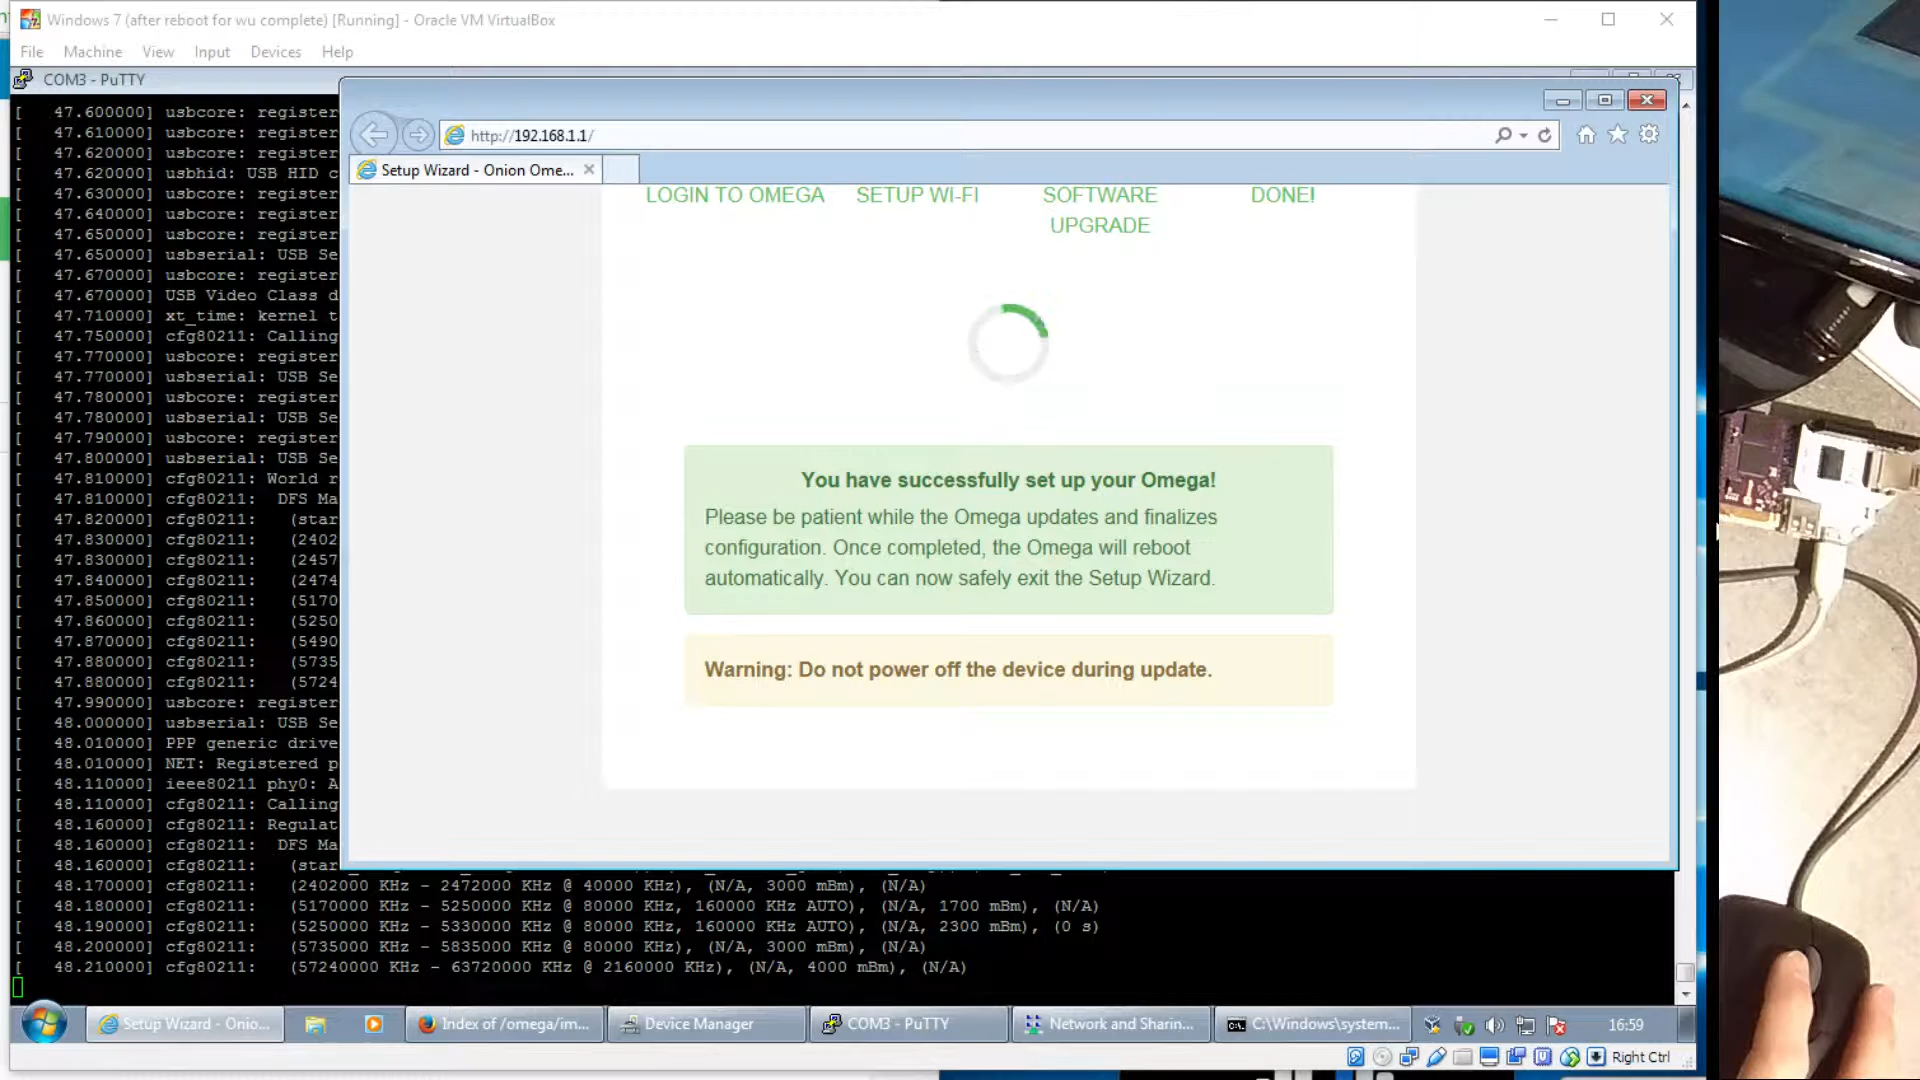 Windows 7 (after reboot for wu complete) [Running] - Oracle VM VirtualBox
File Machine View Input Devices Help
COM3 - PuTTY
http://192.168.1.1/
Setup Wizard - Onion Ome...
LOGIN TO OMEGA
SETUP WI-FI
SOFTWARE
UPGRADE
DONE!
You have successfully set up your Omega!
Please be patient while the Omega updates and finalizes
configuration. Once completed, the Omega will reboot
automatically. You can now safely exit the Setup Wizard.
Warning: Do not power off the device during update.
[ 47.600000] usbcore: register
[ 47.610000] usbcore: register
[ 47.620000] usbcore: register
[ 47.620000] usbhid: USB HID c
[ 47.630000] usbcore: register
[ 47.640000] usbcore: register
[ 47.650000] usbcore: register
[ 47.650000] usbserial: USB Se
[ 47.670000] usbcore: register
[ 47.670000] USB Video Class d
[ 47.710000] xt_time: kernel t
[ 47.750000] cfg80211: Calling
[ 47.770000] usbcore: register
[ 47.770000] usbserial: USB Se
[ 47.780000] usbcore: register
[ 47.780000] usbserial: USB Se
[ 47.790000] usbcore: register
[ 47.800000] usbserial: USB Se
[ 47.810000] cfg80211: World r
[ 47.810000] cfg80211: DFS Ma
[ 47.820000] cfg80211: (star
[ 47.830000] cfg80211: (2402
[ 47.830000] cfg80211: (2457
[ 47.840000] cfg80211: (2474
[ 47.850000] cfg80211: (5170
[ 47.860000] cfg80211: (5250
[ 47.870000] cfg80211: (5490
[ 47.880000] cfg80211: (5735
[ 47.880000] cfg80211: (5724
[ 47.990000] usbcore: register
[ 48.000000] usbserial: USB Se
[ 48.010000] PPP generic drive
[ 48.010000] NET: Registered p
[ 48.110000] ieee80211 phy0: A
[ 48.110000] cfg80211: Calling
[ 48.160000] cfg80211: Regulat
[ 48.160000] cfg80211: DFS Ma
[ 48.160000] cfg80211: (star
[ 48.170000] cfg80211: (2402000 KHz - 2472000 KHz @ 40000 KHz), (N/A, 3000 mBm), (N/A)
[ 48.180000] cfg80211: (5170000 KHz - 5250000 KHz @ 80000 KHz, 160000 KHz AUTO), (N/A, 1700 mBm), (N/A)
[ 48.190000] cfg80211: (5250000 KHz - 5330000 KHz @ 80000 KHz, 160000 KHz AUTO), (N/A, 2300 mBm), (0 s)
[ 48.200000] cfg80211: (5735000 KHz - 5835000 KHz @ 80000 KHz), (N/A, 3000 mBm), (N/A)
[ 48.210000] cfg80211: (57240000 KHz - 63720000 KHz @ 2160000 KHz), (N/A, 4000 mBm), (N/A)
Setup Wizard - Onio...
Index of /omega/im...
Device Manager
COM3 - PuTTY
Network and Sharin...
C:\Windows\system...
16:59
Right Ctrl